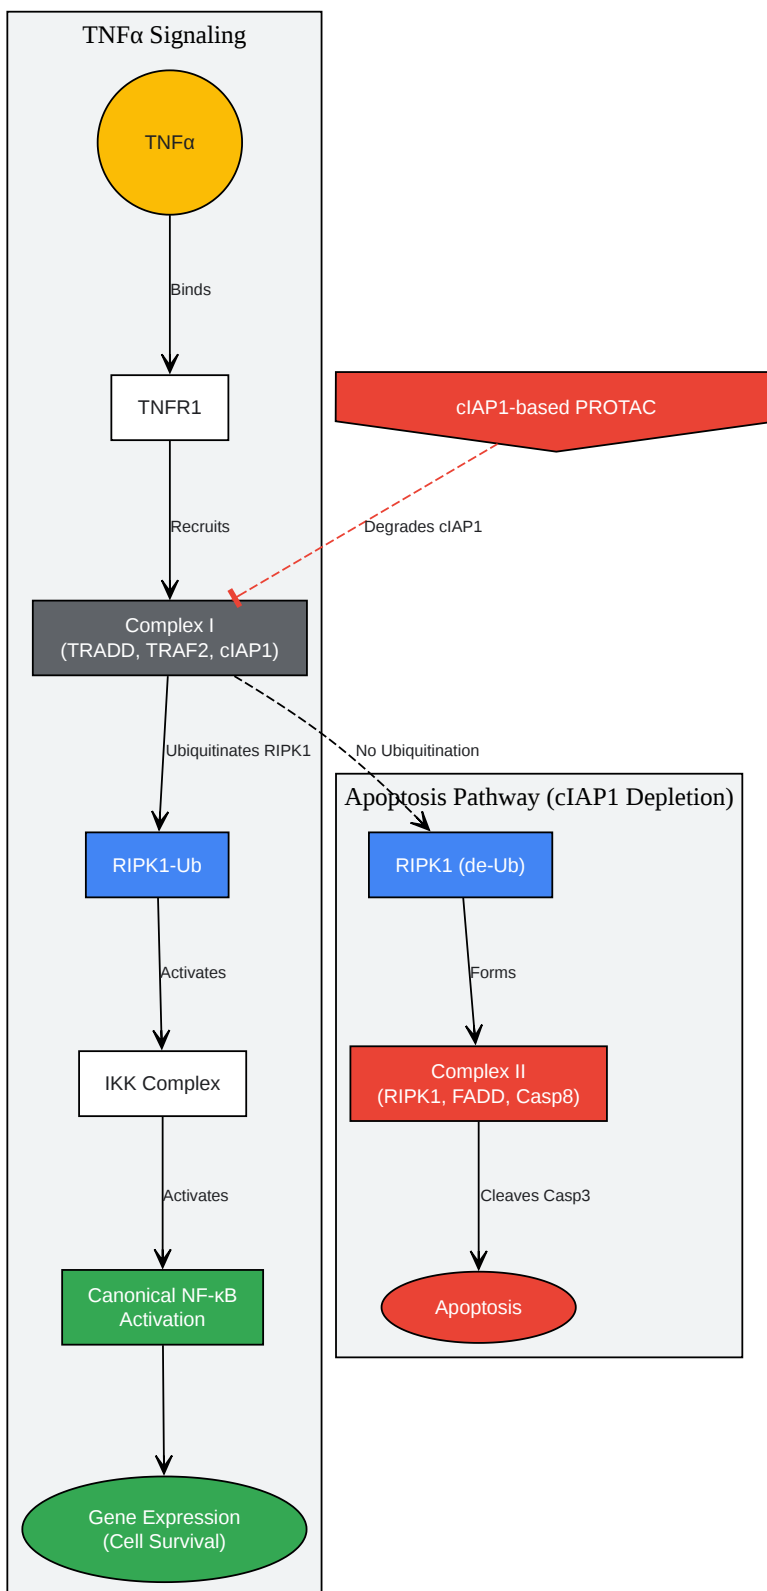 TNFα Signaling
TNFα
Binds
TNFR1
cIAP1-based PROTAC
Recruits
Degrades cIAP1
Complex I
(TRADD, TRAF2, cIAP1)
Ubiquitinates RIPK1
No Ubiquitination
Apoptosis Pathway (cIAP1 Depletion)
RIPK1-Ub
RIPK1 (de-Ub)
Activates
Forms
IKK Complex
Complex II
(RIPK1, FADD, Casp8)
Activates
Cleaves Casp3
Canonical NF-κB
Activation
Apoptosis
Gene Expression
(Cell Survival)